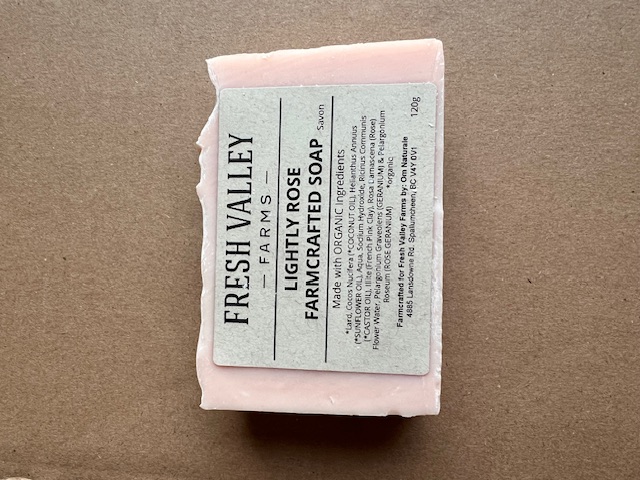 FRESH VALLEY
— FARMS —
LIGHTLY ROSE
FARMCRAFTED SOAP Savon
Made with ORGANIC Ingredients
*Lard, Cocos Nucifera (*COCONUT OIL), Helianthus Annuus
(*SUNFLOWER OIL), Aqua, Sodium Hydroxide, Ricinus Communis
(*CASTOR OIL), Illite (French Pink Clay), Rosa Lamascena (Rose)
Flower Water, Pelargonium Graveolens (GERANIUM) & Pelargonium
Roseum (ROSE GERANIUM) *organic
Farmcrafted for Fresh Valley Farms by: Om Naturale
4885 Lansdowne Rd. Spallumcheen, BC V4Y 0V1
120g